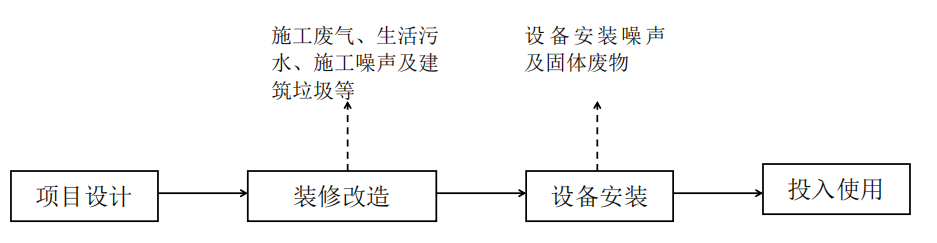 施工废气、生活污
水、施工噪声及建
筑垃圾等
设备安装噪声
及固体废物
项目设计
装修改造
设备安装
投入使用